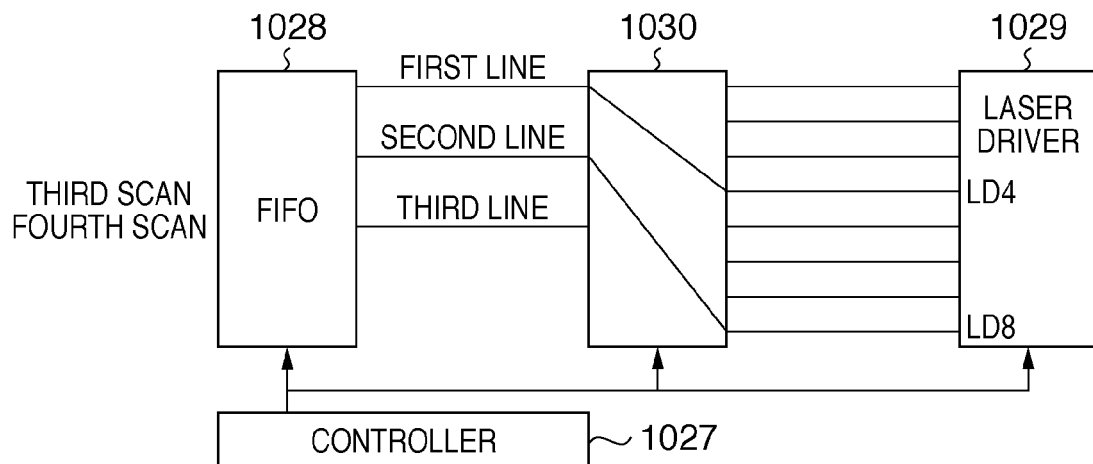 1028
1030
1029
FIRST LINE
SECOND LINE
THIRD LINE
THIRD SCAN
FOURTH SCAN
FIFO
LASER
DRIVER
LD4
LD8
CONTROLLER
1027